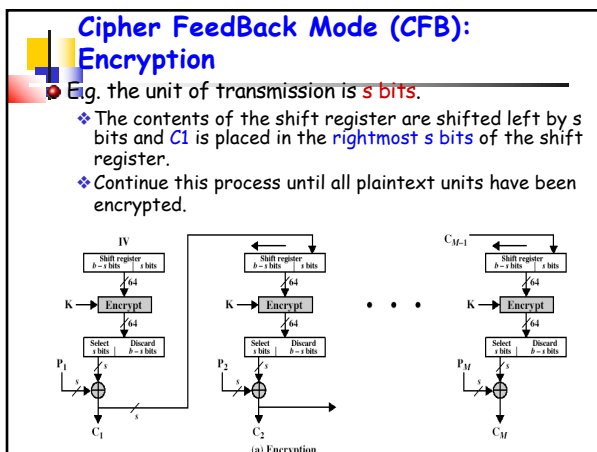 Cipher FeedBack Mode (CFB):
Encryption
E.g. the unit of transmission is s bits.
The contents of the shift register are shifted left by s
bits and C1 is placed in the rightmost s bits of the shift
register.
Continue this process until all plaintext units have been
encrypted.
IV
Shift register
b – s bits | s bits
64
K
Encrypt
64
Select
s bits
Discard
b – s bits
P1
s
s
C1
s
Shift register
b – s bits | s bits
64
K
Encrypt
64
Select
s bits
Discard
b – s bits
P2
s
s
C2
• • •
CM–1
Shift register
b – s bits | s bits
64
K
Encrypt
64
Select
s bits
Discard
b – s bits
PM
s
s
CM
(a) Encryption